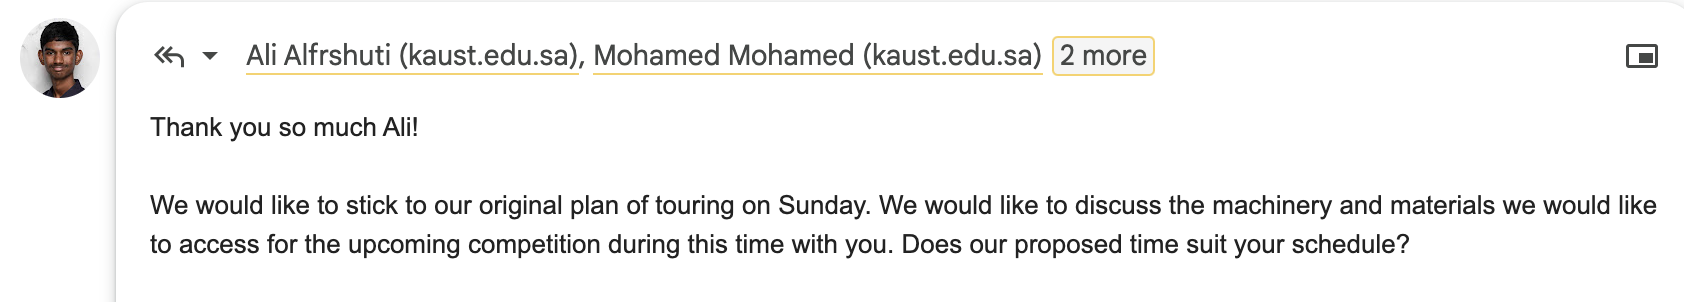 Ali Alfrshuti (kaust.edu.sa), Mohamed Mohamed (kaust.edu.sa) 2 more
Thank you so much Ali!
We would like to stick to our original plan of touring on Sunday. We would like to discuss the machinery and materials we would like
to access for the upcoming competition during this time with you. Does our proposed time suit your schedule?